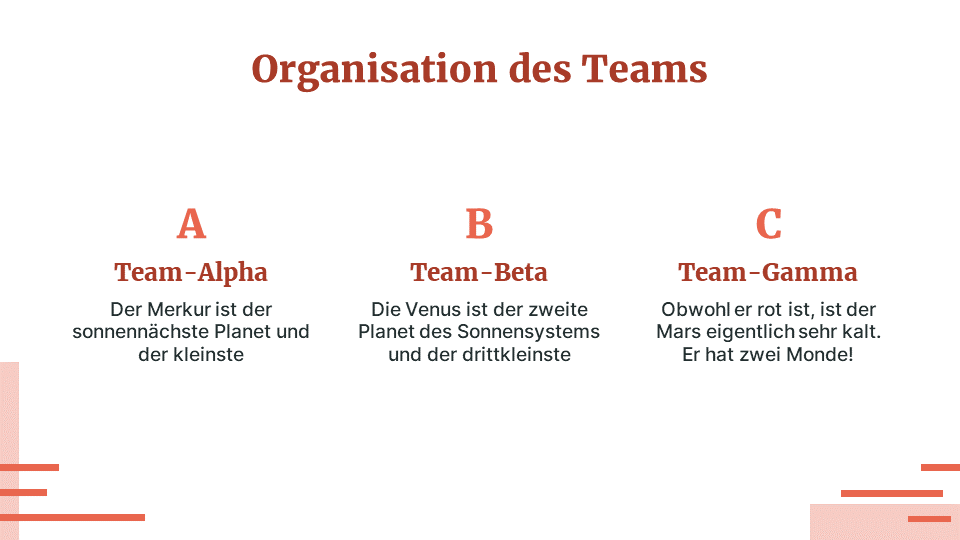 Organisation des Teams
A
Team-Alpha
Der Merkur ist der
sonnennächste Planet und
der kleinste
B
Team-Beta
Die Venus ist der zweite
Planet des Sonnensystems
und der drittkleinste
C
Team-Gamma
Obwohl er rot ist, ist der
Mars eigentlich sehr kalt.
Er hat zwei Monde!